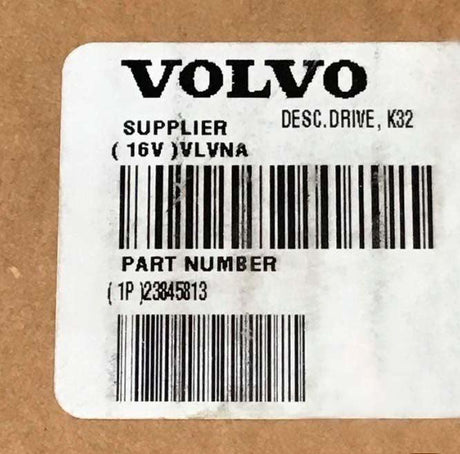 VOLVO
DESC.DRIVE, K32
SUPPLIER
( 16V )VLVNA
PART NUMBER
( 1P )23845813